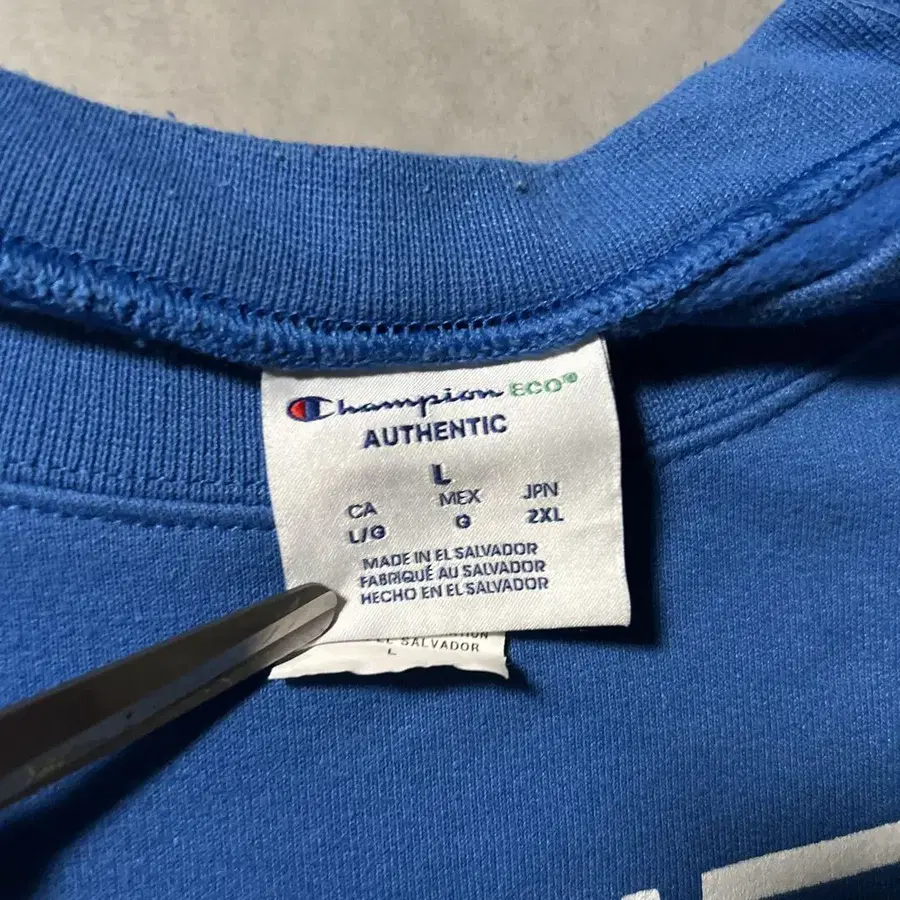 Champion ECO®
AUTHENTIC
L
CA MEX JPN
L/G G 2XL
MADE IN EL SALVADOR
FABRIQUÉ AU SALVADOR
HECHO EN EL SALVADOR
EL SALVADOR
L